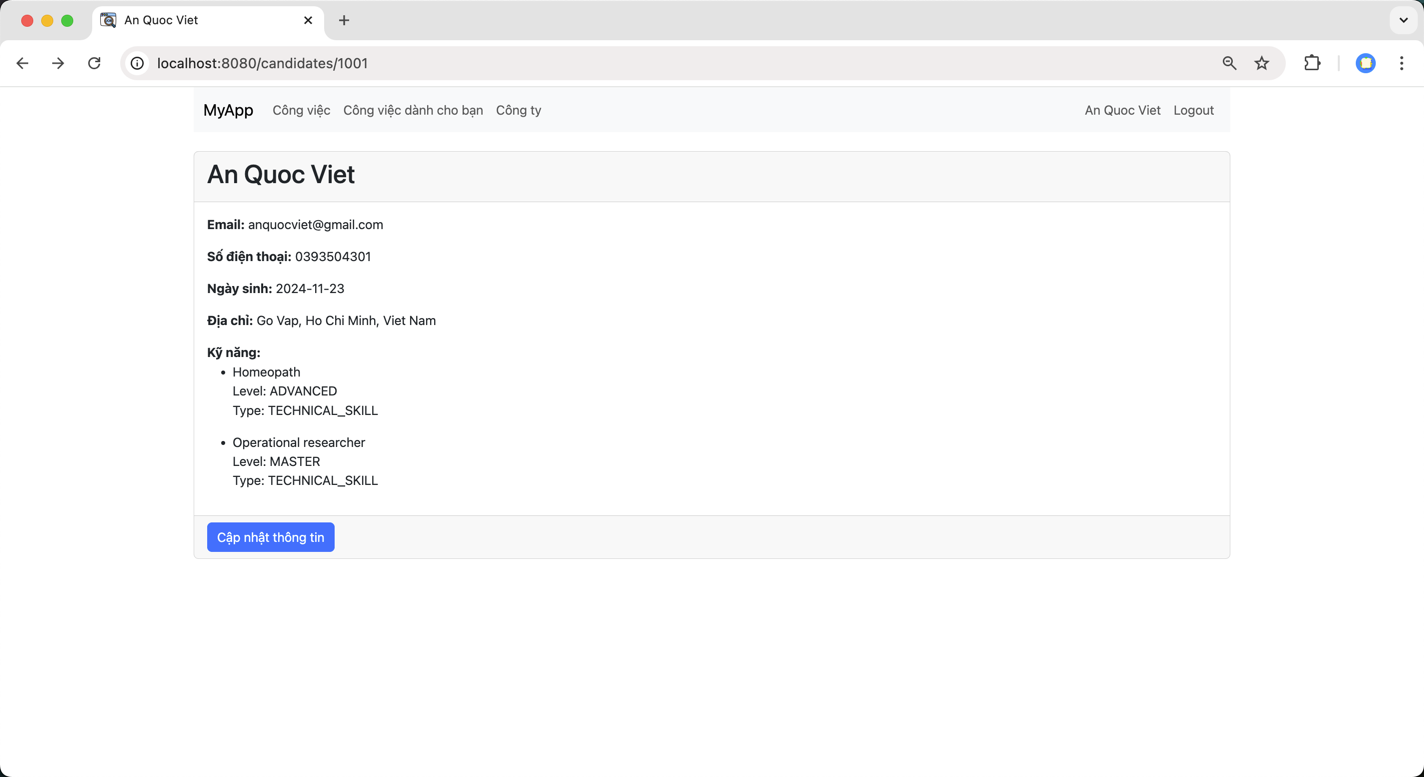 An Quoc Viet
localhost:8080/candidates/1001
MyApp Công việc Công việc dành cho bạn Công ty An Quoc Viet Logout
An Quoc Viet
Email: anquocviet@gmail.com
Số điện thoại: 0393504301
Ngày sinh: 2024-11-23
Địa chỉ: Go Vap, Ho Chi Minh, Viet Nam
Kỹ năng:
• Homeopath
Level: ADVANCED
Type: TECHNICAL_SKILL
• Operational researcher
Level: MASTER
Type: TECHNICAL_SKILL
Cập nhật thông tin